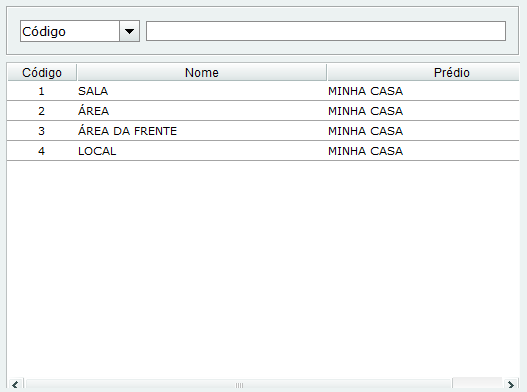 Código
Código Nome Prédio
1 SALA MINHA CASA
2 ÁREA MINHA CASA
3 ÁREA DA FRENTE MINHA CASA
4 LOCAL MINHA CASA